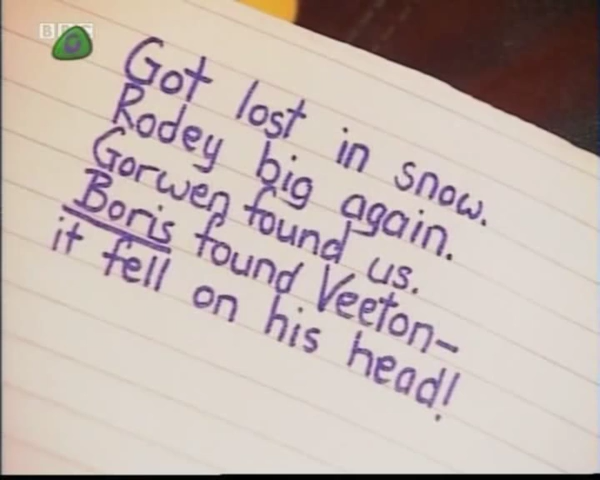 BBC
Got lost in snow.
Rodey big again.
Gorwen found us.
Boris found Veeton-
it fell on his head!